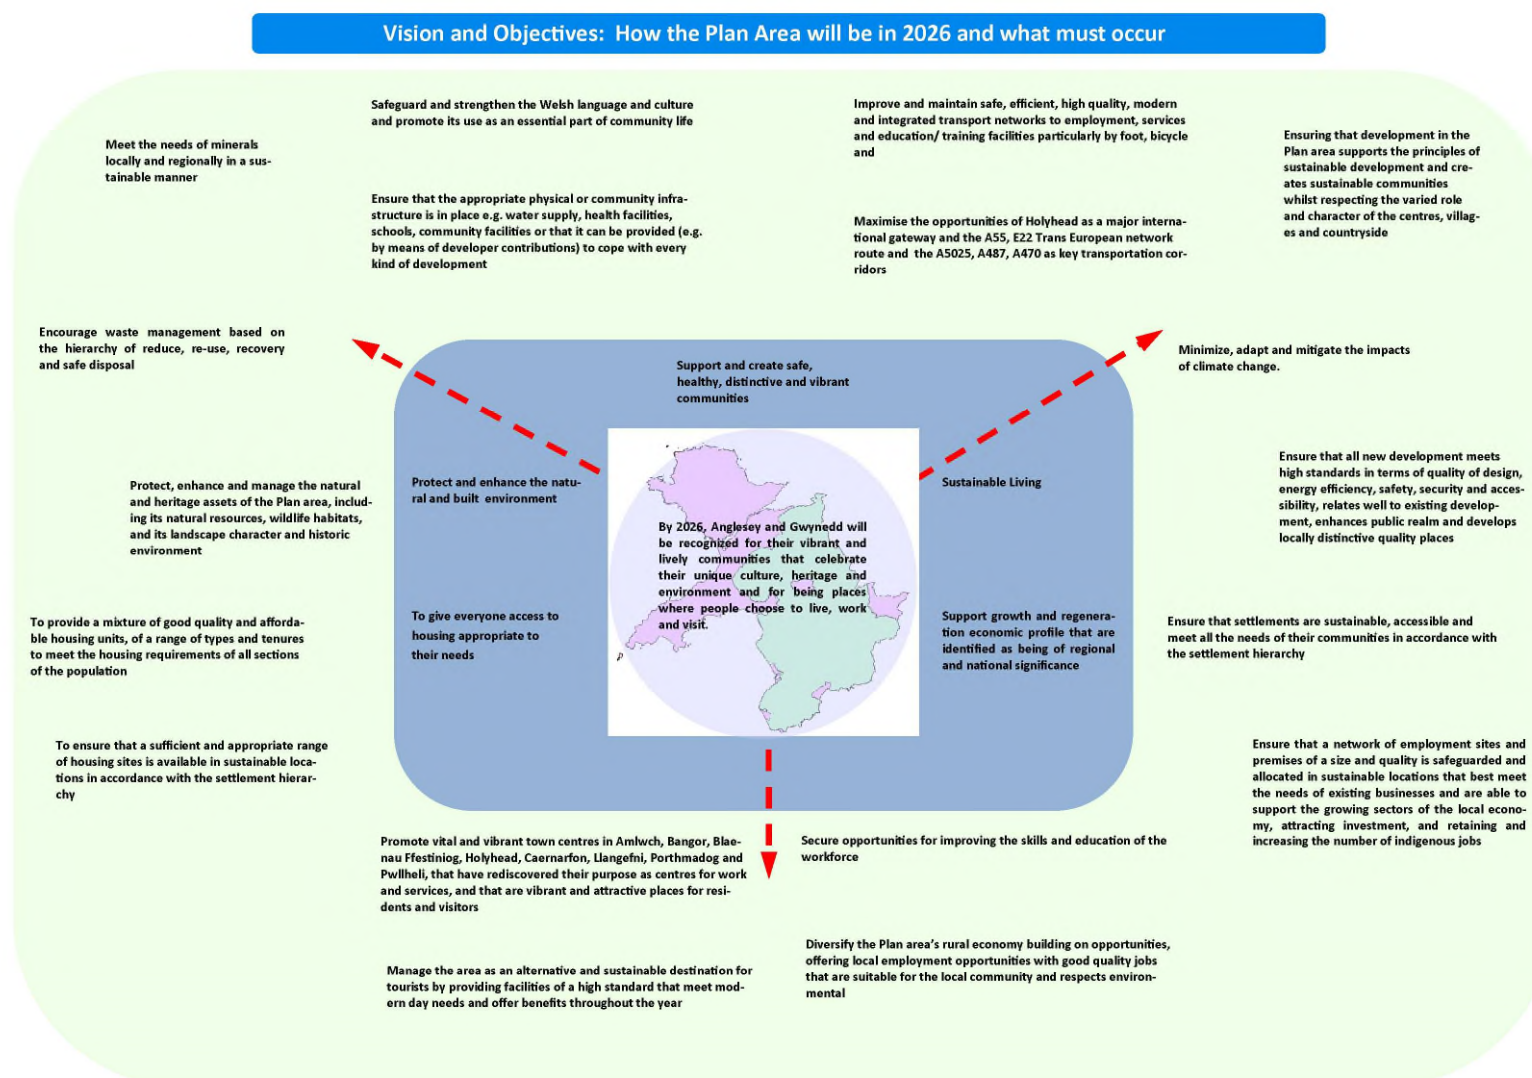 Vision and Objectives:  How the Plan Area will be in 2026 and what must occur
Safeguard and strengthen the Welsh language and culture
and promote its use as an essential part of community life
Improve and maintain safe, efficient, high quality, modern
and integrated transport networks to employment, services
and education/ training facilities particularly by foot, bicycle
and
Meet the needs of minerals
locally and regionally in a sus-
tainable manner
Ensuring that development in the
Plan area supports the principles of
sustainable development and cre-
ates sustainable communities
whilst respecting the varied role
and character of the centres, villag-
es and countryside
Ensure that the appropriate physical or community infra-
structure is in place e.g. water supply, health facilities,
schools, community facilities or that it can be provided (e.g.
by means of developer contributions) to cope with every
kind of development
Maximise the opportunities of Holyhead as a major interna-
tional gateway and the A55, E22 Trans European network
route and  the A5025, A487, A470 as key transportation cor-
ridors
Encourage waste management based on
the hierarchy of reduce, re-use, recovery
and safe disposal
Support and create safe,
healthy, distinctive and vibrant
communities
Minimize, adapt and mitigate the impacts
of climate change.
Protect, enhance and manage the natural
and heritage assets of the Plan area, includ-
ing its natural resources, wildlife habitats,
and its landscape character and historic
environment
Protect and enhance the natu-
ral and built  environment
Sustainable Living
Ensure that all new development meets
high standards in terms of quality of design,
energy efficiency, safety, security and acces-
sibility, relates well to existing develop-
ment, enhances public realm and develops
locally distinctive quality places
By 2026, Anglesey and Gwynedd will
be recognized for their vibrant and
lively communities that celebrate
their unique culture, heritage and
environment and for being places
where people choose to live, work
and visit.
To provide a mixture of good quality and afforda-
ble housing units, of a range of types and tenures
to meet the housing requirements of all sections
of the population
To give everyone access to
housing appropriate to
their needs
Support growth and regenera-
tion economic profile that are
identified as being of regional
and national significance
Ensure that settlements are sustainable, accessible and
meet all the needs of their communities in accordance with
the settlement hierarchy
To ensure that a sufficient and appropriate range
of housing sites is available in sustainable loca-
tions in accordance with the settlement hierar-
chy
Ensure that a network of employment sites and
premises of a size and quality is safeguarded and
allocated in sustainable locations that best meet
the needs of existing businesses and are able to
support the growing sectors of the local econo-
my, attracting investment, and retaining and
increasing the number of indigenous jobs
Promote vital and vibrant town centres in Amlwch, Bangor, Blae-
nau Ffestiniog, Holyhead, Caernarfon, Llangefni, Porthmadog and
Pwllheli, that have rediscovered their purpose as centres for work
and services, and that are vibrant and attractive places for resi-
dents and visitors
Secure opportunities for improving the skills and education of the
workforce
Manage the area as an alternative and sustainable destination for
tourists by providing facilities of a high standard that meet mod-
ern day needs and offer benefits throughout the year
Diversify the Plan area's rural economy building on opportunities,
offering local employment opportunities with good quality jobs
that are suitable for the local community and respects environ-
mental